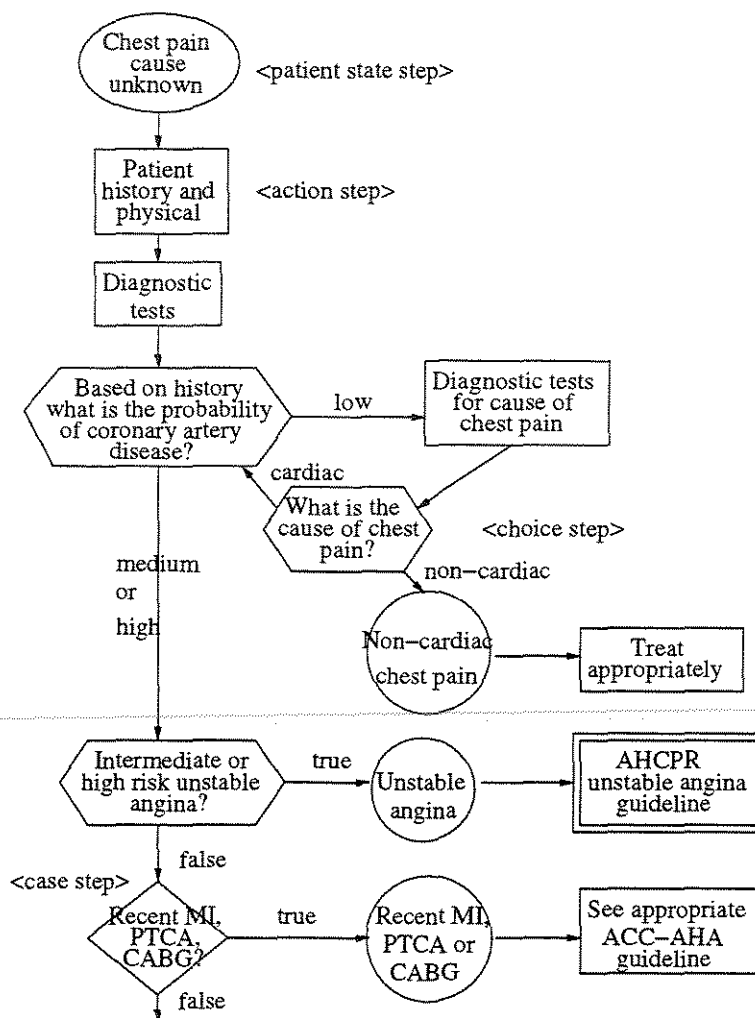 Chest pain
cause
unknown
<patient state step>
Patient
history and
physical
<action step>
Diagnostic
tests
Based on history
what is the probability
of coronary artery
disease?
low
Diagnostic tests
for cause of
chest pain
cardiac
What is the
cause of chest
pain?
<choice step>
non-cardiac
medium
or
high
Non-cardiac
chest pain
Treat
appropriately
Intermediate or
high risk unstable
angina?
true
Unstable
angina
AHCPR
unstable angina
guideline
false
<case step>
Recent MI,
PTCA,
CABG?
true
Recent MI,
PTCA or
CABG
See appropriate
ACC-AHA
guideline
false